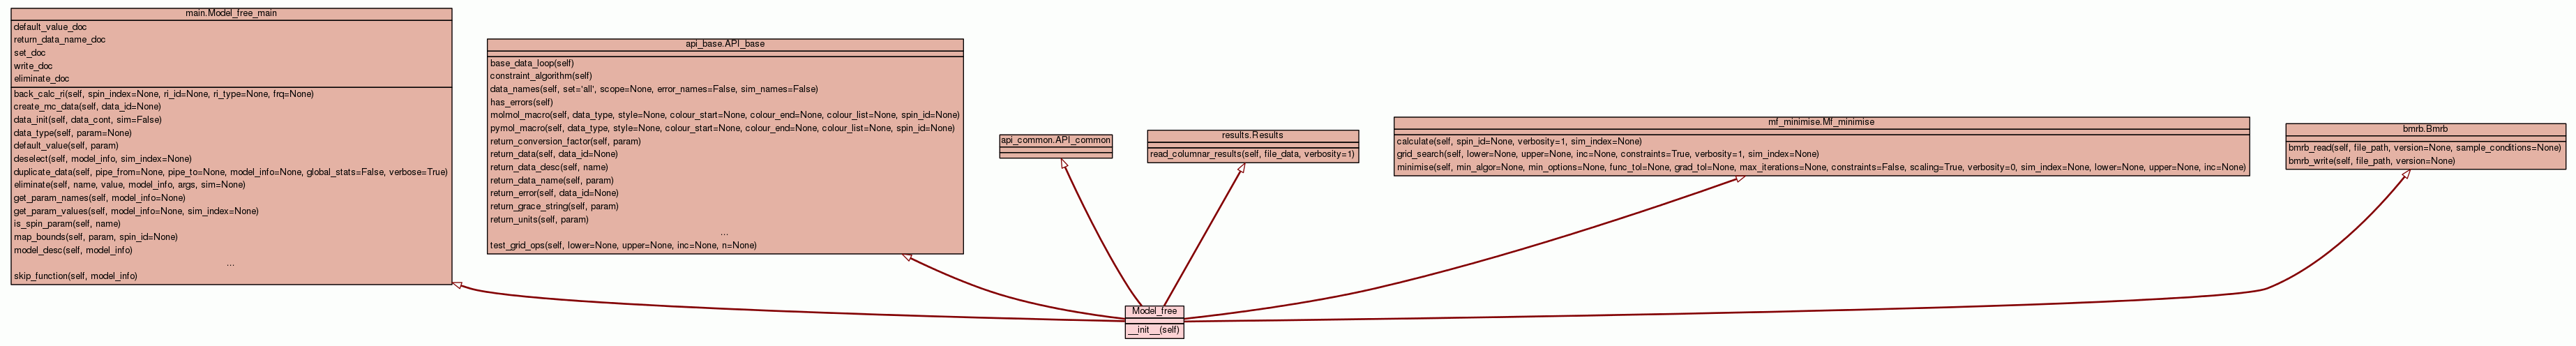 main.Model_free_main
default_value_doc
return_data_name_doc
set_doc
write_doc
eliminate_doc
back_calc_ri(self, spin_index=None, ri_id=None, ri_type=None, frq=None)
create_mc_data(self, data_id=None)
data_init(self, data_cont, sim=False)
data_type(self, param=None)
default_value(self, param)
deselect(self, model_info, sim_index=None)
duplicate_data(self, pipe_from=None, pipe_to=None, model_info=None, global_stats=False, verbose=True)
eliminate(self, name, value, model_info, args, sim=None)
get_param_names(self, model_info=None)
get_param_values(self, model_info=None, sim_index=None)
is_spin_param(self, name)
map_bounds(self, param, spin_id=None)
model_desc(self, model_info)
...
skip_function(self, model_info)
api_base.API_base
base_data_loop(self)
constraint_algorithm(self)
data_names(self, set='all', scope=None, error_names=False, sim_names=False)
has_errors(self)
molmol_macro(self, data_type, style=None, colour_start=None, colour_end=None, colour_list=None, spin_id=None)
pymol_macro(self, data_type, style=None, colour_start=None, colour_end=None, colour_list=None, spin_id=None)
return_conversion_factor(self, param)
return_data(self, data_id=None)
return_data_desc(self, name)
return_data_name(self, param)
return_error(self, data_id=None)
return_grace_string(self, param)
return_units(self, param)
...
test_grid_ops(self, lower=None, upper=None, inc=None, n=None)
api_common.API_common
results.Results
read_columnar_results(self, file_data, verbosity=1)
mf_minimise.Mf_minimise
calculate(self, spin_id=None, verbosity=1, sim_index=None)
grid_search(self, lower=None, upper=None, inc=None, constraints=True, verbosity=1, sim_index=None)
minimise(self, min_algor=None, min_options=None, func_tol=None, grad_tol=None, max_iterations=None, constraints=False, scaling=True, verbosity=0, sim_index=None, lower=None, upper=None, inc=None)
bmrb.Bmrb
bmrb_read(self, file_path, version=None, sample_conditions=None)
bmrb_write(self, file_path, version=None)
Model_free
__init__(self)